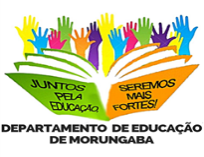 JUNTOS
PELA
EDUCAÇÃO
SEREMOS
MAIS
FORTES!
DEPARTAMENTO DE EDUCAÇÃO
DE MORUNGABA